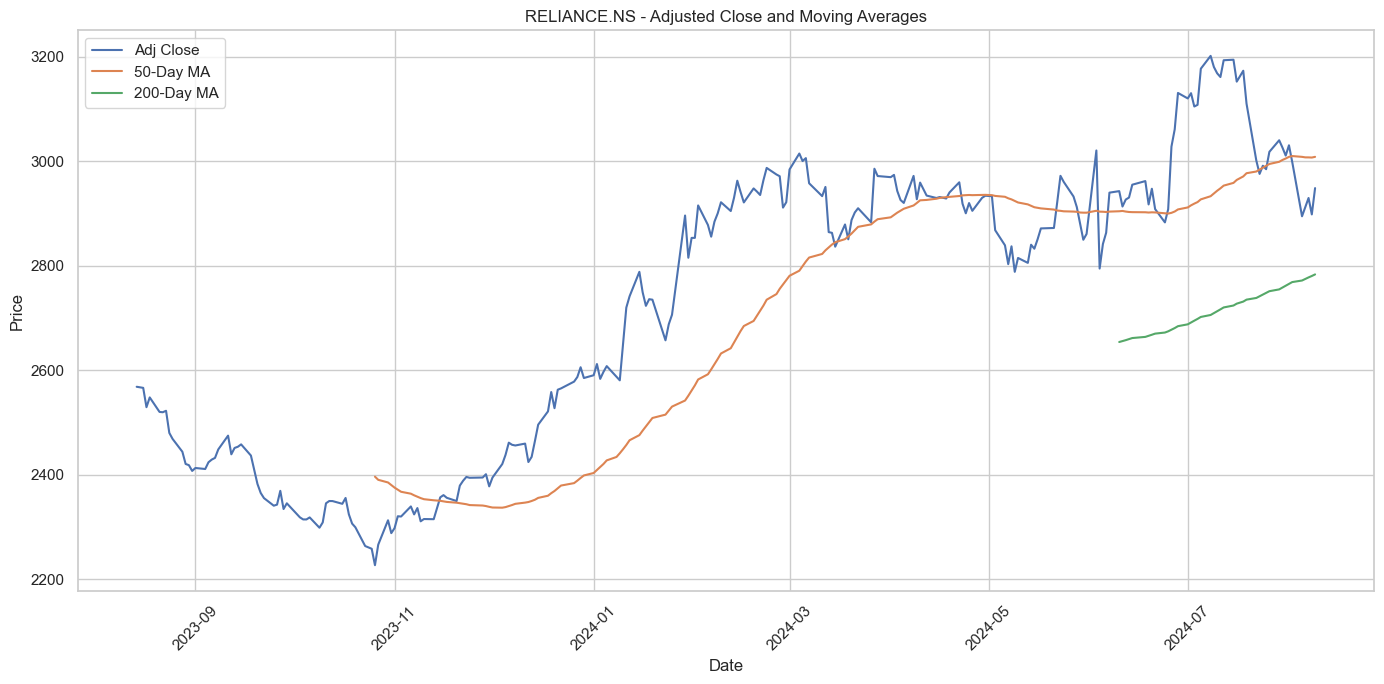 RELIANCE.NS - Adjusted Close and Moving Averages
Adj Close
50-Day MA
200-Day MA
Price
3200
3000
2800
2600
2400
2200
2023-09
2023-11
2024-01
2024-03
2024-05
2024-07
Date